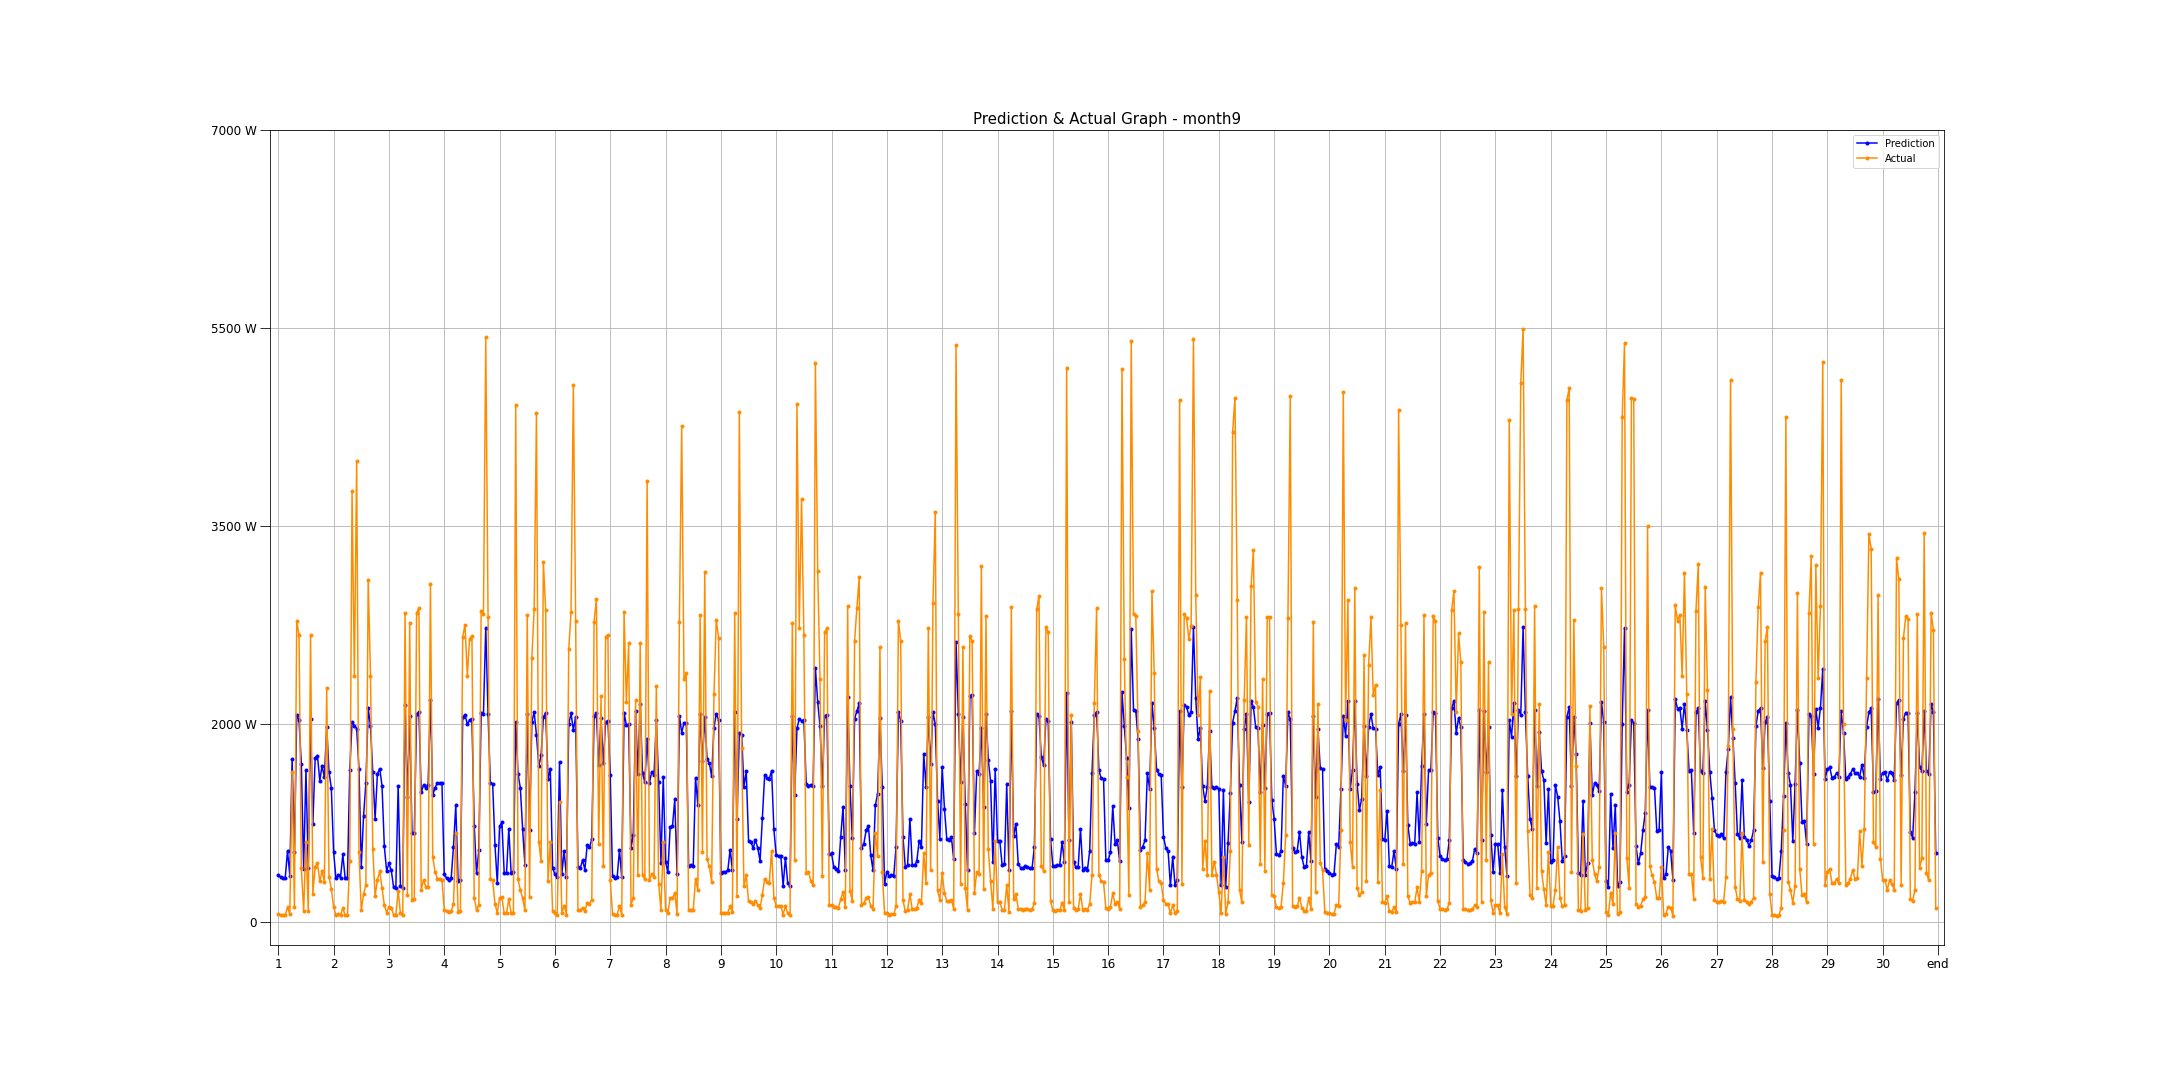 Prediction & Actual Graph - month9
7000 W
5500 W
3500 W
2000 W
0
Prediction
Actual
1 2 3 4 5 6 7 8 9 10 11 12 13 14 15 16 17 18 19 20 21 22 23 24 25 26 27 28 29 30 end